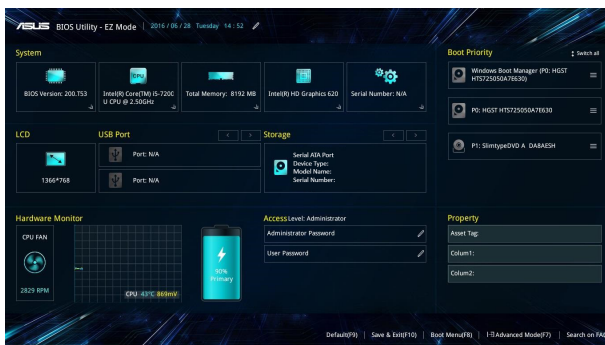 ASUS BIOS Utility - EZ Mode 2016/06/28 Tuesday 14:52
System
BIOS Version: 200.T53
CPU
Intel(R) Core(TM) i5-7200
U CPU @ 2.50GHz
Total Memory: 8192 MB
Intel(R) HD Graphics 620
Serial Number: N/A
Boot Priority
Switch all
Windows Boot Manager (P0: HGST
HTS725050A7E630)
P0: HGST HTS725050A7E630
P1: SlimtypeDVD A DA8AESH
LCD
1366*768
USB Port
Port: N/A
Port: N/A
Storage
Serial ATA Port
Device Type:
Model Name:
Serial Number:
Hardware Monitor
CPU FAN
2829 RPM
CPU 43°C 869mV
90%
Primary
Access Level: Administrator
Administrator Password
User Password
Property
Asset Tag:
Colum1:
Colum2:
Default(F9) | Save & Exit(F10) | Boot Menu(F8) | Advanced Mode(F7) | Search on FAQ